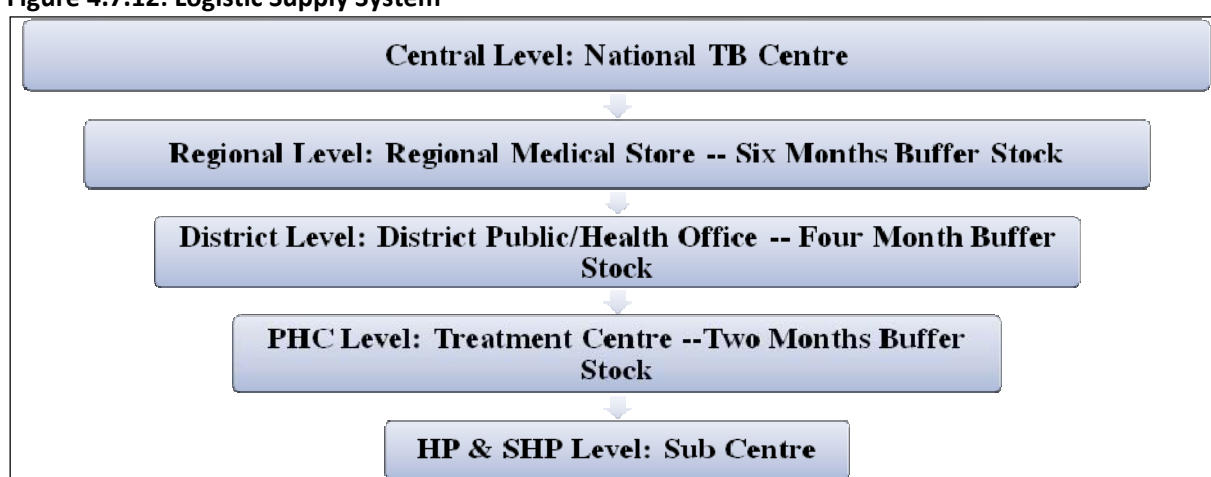 Figure 4.7.12: Logistic Supply System
Central Level: National TB Centre
Regional Level: Regional Medical Store -- Six Months Buffer Stock
District Level: District Public/Health Office -- Four Month Buffer
Stock
PHC Level: Treatment Centre --Two Months Buffer
Stock
HP & SHP Level: Sub Centre